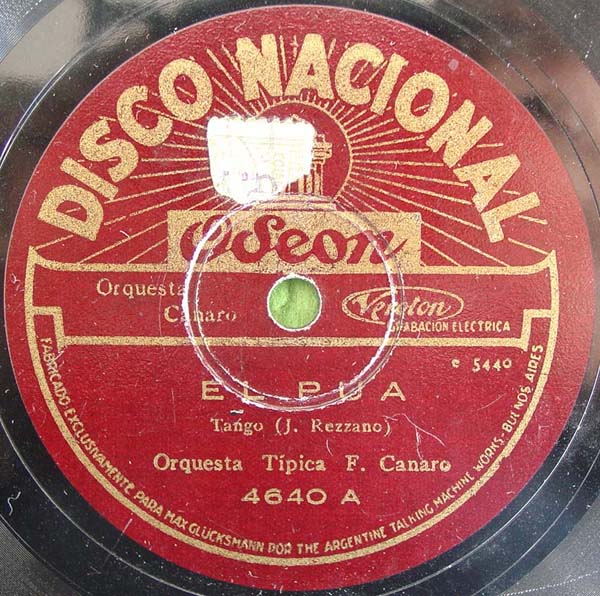 DISCO NACIONAL
Odeon
Orquesta
Canaro
Veroton
GRABACION ELECTRICA
e 5440
EL PUA
Tango (J. Rezzano)
Orquesta Típica F. Canaro
4640 A
FABRICADO EXCLUSIVAMENTE PARA MAX GLÜCKSMANN POR THE ARGENTINE TALKING MACHINE WORKS. BUENOS AIRES